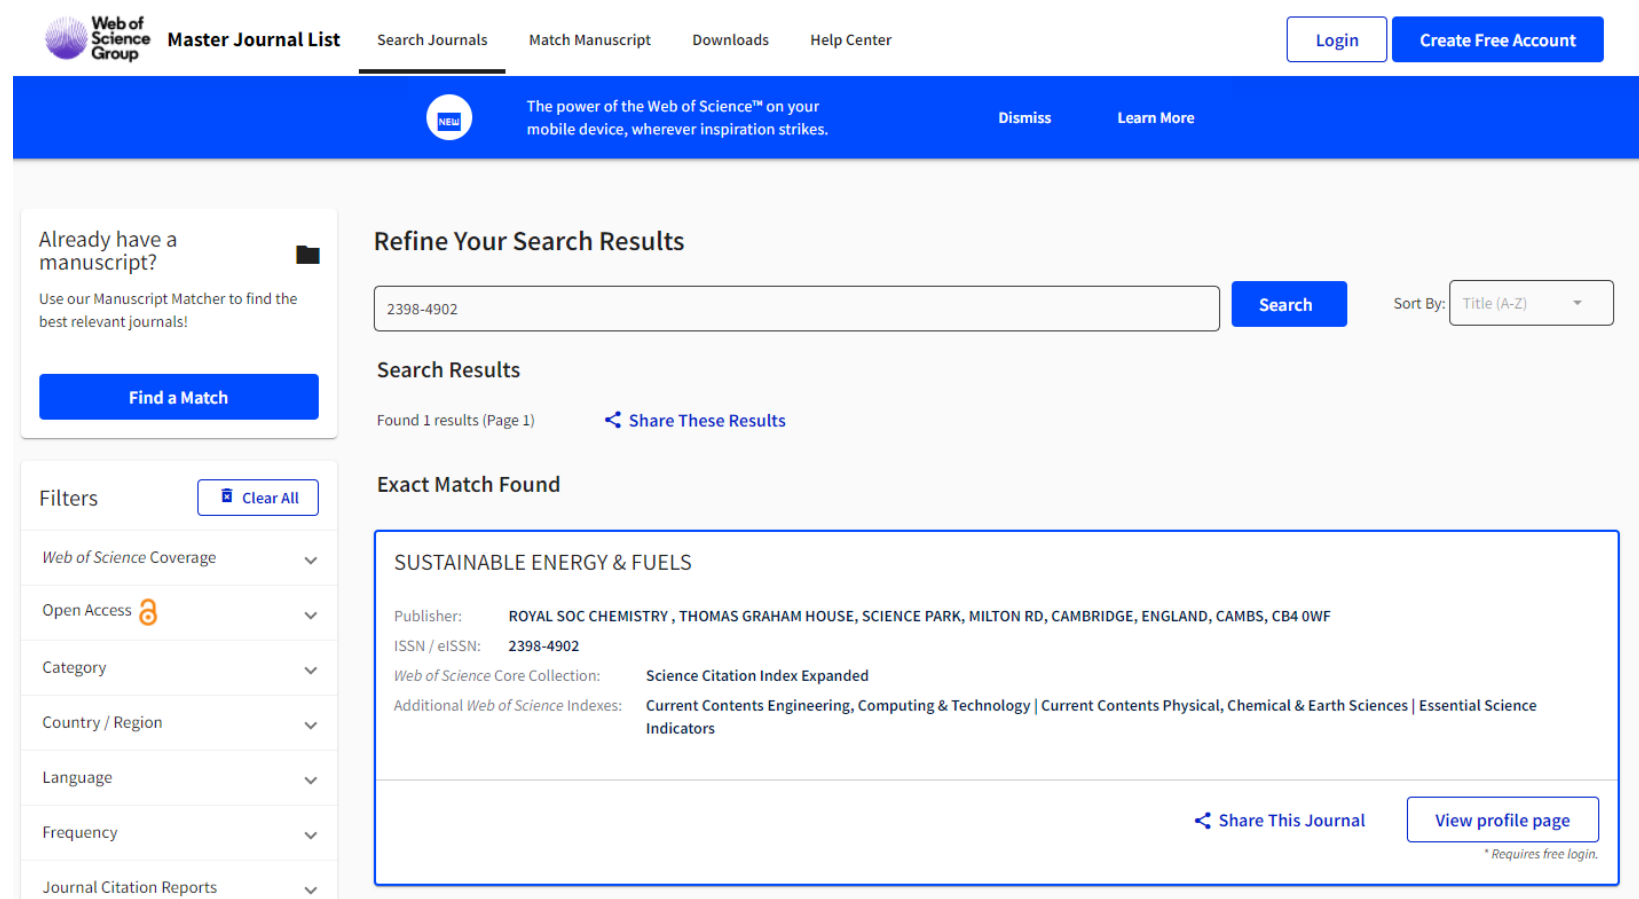 Web of
Science
Group
Master Journal List
Search Journals
Match Manuscript
Downloads
Help Center
Login
Create Free Account
NEW
The power of the Web of Science™ on your
mobile device, wherever inspiration strikes.
Dismiss
Learn More
Already have a
manuscript?
Use our Manuscript Matcher to find the
best relevant journals!
Find a Match
Filters
Clear All
Web of Science Coverage
Open Access
Category
Country / Region
Language
Frequency
Journal Citation Reports
Refine Your Search Results
2398-4902
Search
Sort By: Title (A-Z)
Search Results
Found 1 results (Page 1)
Share These Results
Exact Match Found
SUSTAINABLE ENERGY & FUELS
Publisher: ROYAL SOC CHEMISTRY , THOMAS GRAHAM HOUSE, SCIENCE PARK, MILTON RD, CAMBRIDGE, ENGLAND, CAMBS, CB4 0WF
ISSN / eISSN: 2398-4902
Web of Science Core Collection: Science Citation Index Expanded
Additional Web of Science Indexes: Current Contents Engineering, Computing & Technology | Current Contents Physical, Chemical & Earth Sciences | Essential Science
Indicators
Share This Journal
View profile page
* Requires free login.